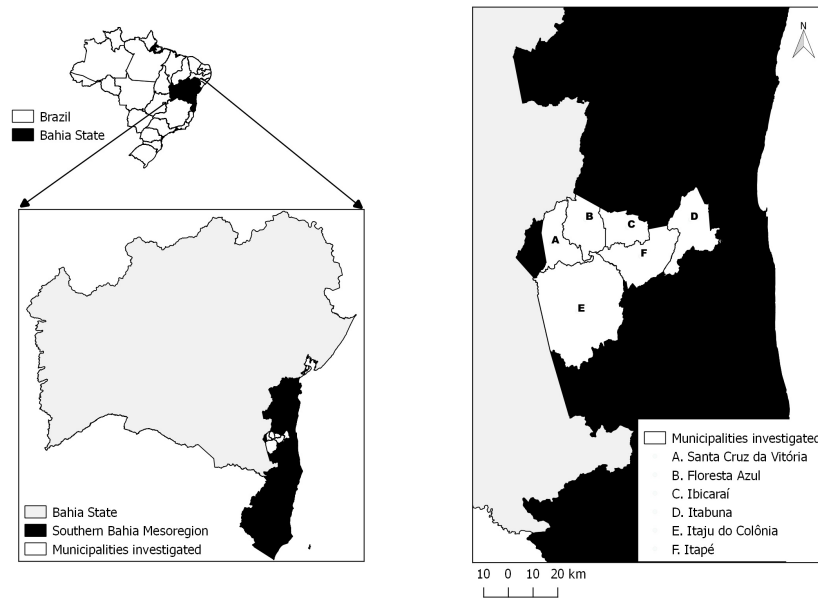 Brazil
Bahia State
Bahia State
Southern Bahia Mesoregion
Municipalities investigated
N
A
B
C
D
E
F
Municipalities investigated
A. Santa Cruz da Vitória
B. Floresta Azul
C. Ibicaraí
D. Itabuna
E. Itaju do Colônia
F. Itapé
10 0 10 20 km